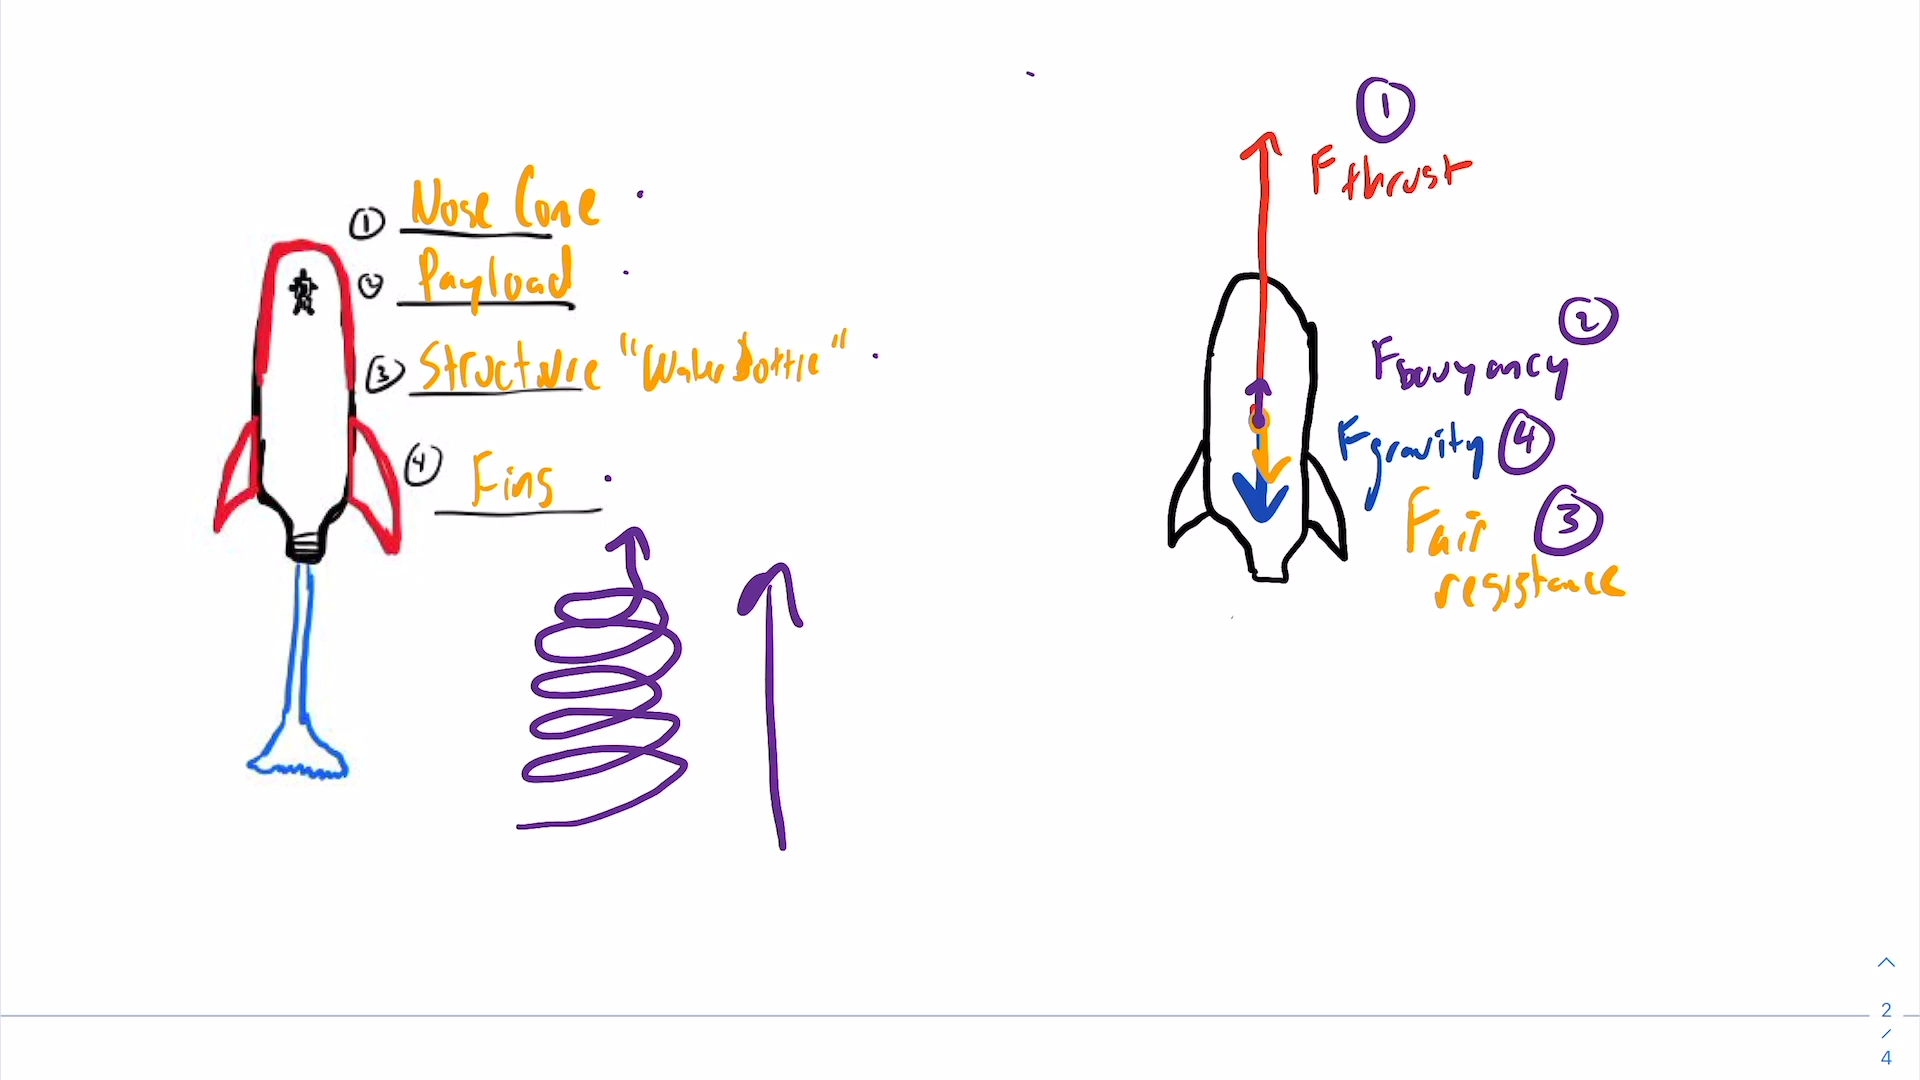 ① Nose Cone
② Payload
③ Structure "Water Bottle"
④ Fins
①
F thrust
②
F bouyancy
F gravity ④
F air ③
resistance
2
/
4